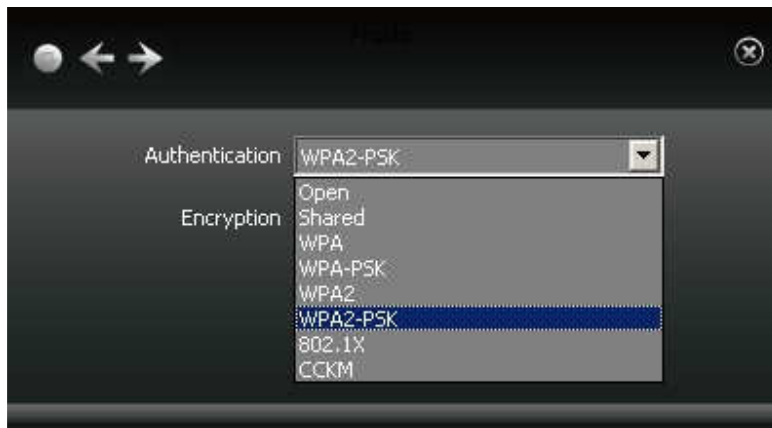 Authentication WPA2-PSK
Open
Encryption Shared
WPA
WPA-PSK
WPA2
WPA2-PSK
802.1X
CCKM